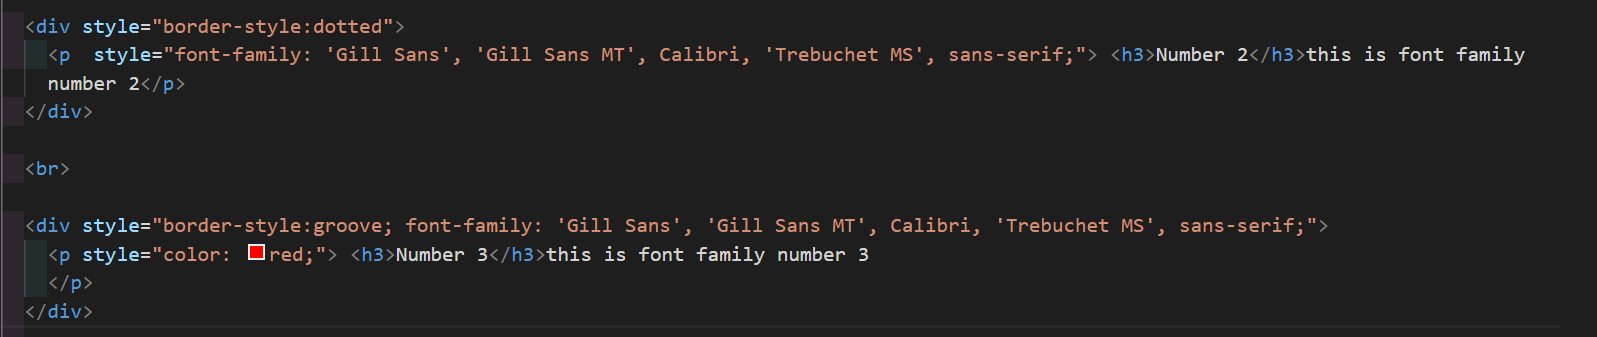 <div style="border-style:dotted">
<p  style="font-family: 'Gill Sans', 'Gill Sans MT', Calibri, 'Trebuchet MS', sans-serif;"> <h3>Number 2</h3>this is font family
number 2</p>
</div>
<br>
<div style="border-style:groove; font-family: 'Gill Sans', 'Gill Sans MT', Calibri, 'Trebuchet MS', sans-serif;">
<p style="color: red;"> <h3>Number 3</h3>this is font family number 3
</p>
</div>